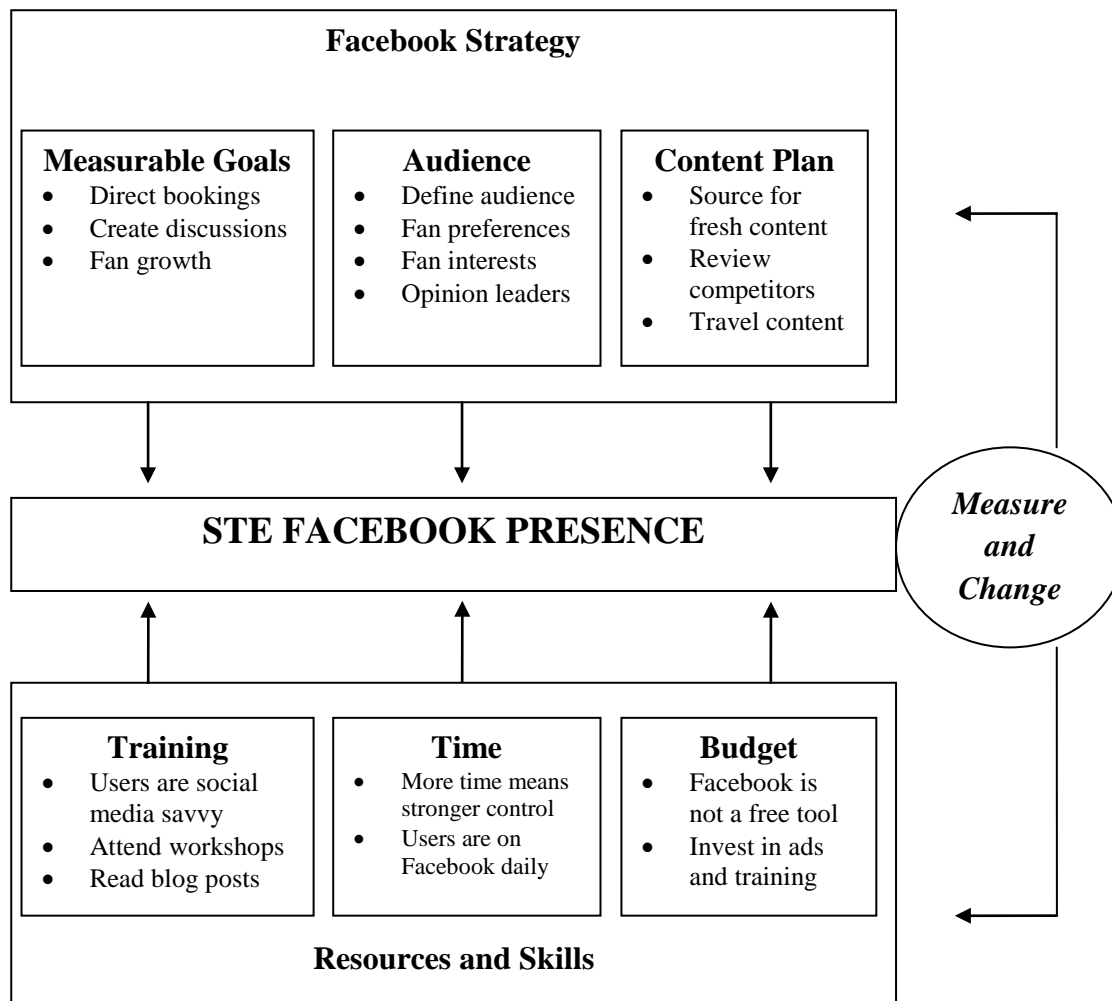 Facebook Strategy
Measurable Goals
• Direct bookings
• Create discussions
• Fan growth
Audience
• Define audience
• Fan preferences
• Fan interests
• Opinion leaders
Content Plan
• Source for
fresh content
• Review
competitors
• Travel content
STE FACEBOOK PRESENCE
Measure
and
Change
Training
• Users are social
media savvy
• Attend workshops
• Read blog posts
Time
• More time means
stronger control
• Users are on
Facebook daily
Budget
• Facebook is
not a free tool
• Invest in ads
and training
Resources and Skills